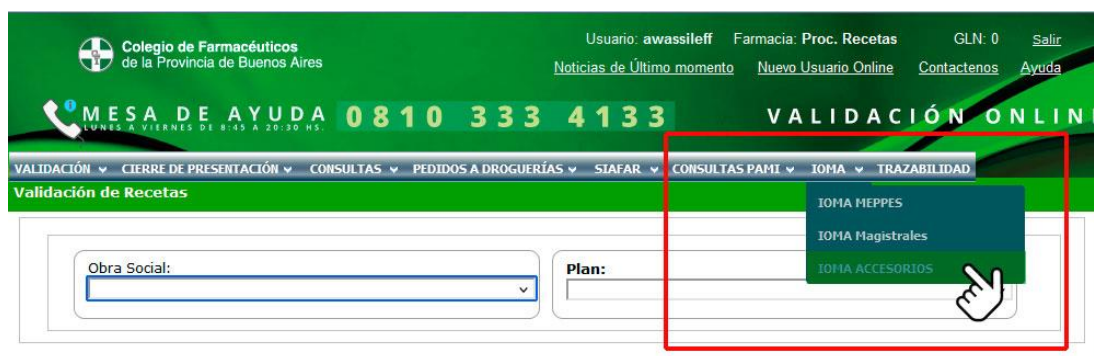 Colegio de Farmacéuticos
de la Provincia de Buenos Aires
Usuario: awassileff Farmacia: Proc. Recetas GLN: 0 Salir
Noticias de Último momento Nuevo Usuario Online Contactenos Ayuda
MESA DE AYUDA 0810 333 4133
LUNES A VIERNES DE 8:45 A 20:30 HS.
VALIDACIÓN ONLIN
VALIDACIÓN CIERRE DE PRESENTACIÓN CONSULTAS PEDIDOS A DROGUERÍAS SIAFAR CONSULTAS PAMI IOMA TRAZABILIDAD
Validación de Recetas
IOMA MEPPES
IOMA Magistrales
IOMA ACCESORIOS
Obra Social:
Plan: